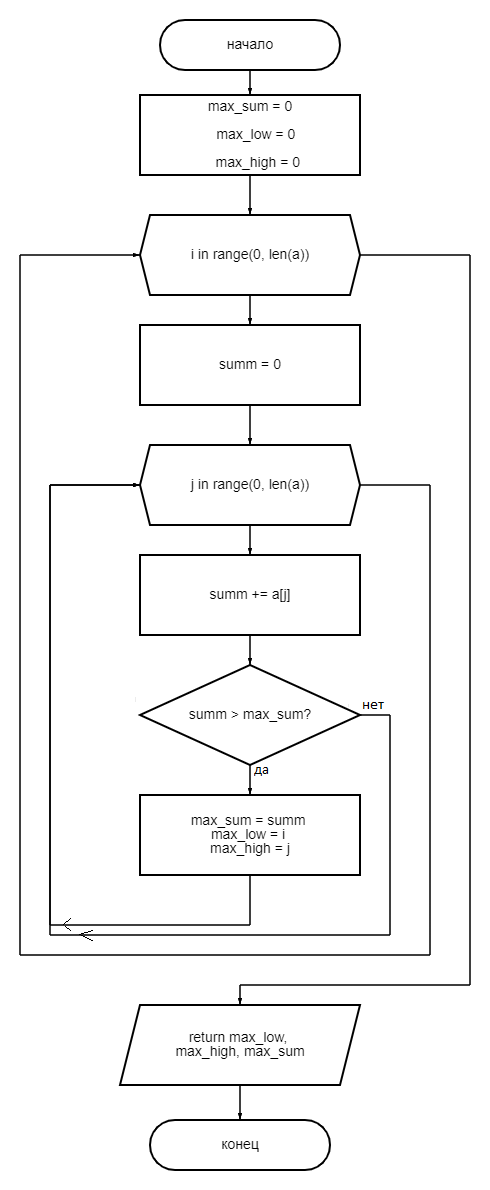 начало
max_sum = 0
max_low = 0
max_high = 0
i in range(0, len(a))
summ = 0
j in range(0, len(a))
summ += a[j]
summ > max_sum?
нет
да
max_sum = summ
max_low = i
max_high = j
return max_low,
max_high, max_sum
конец